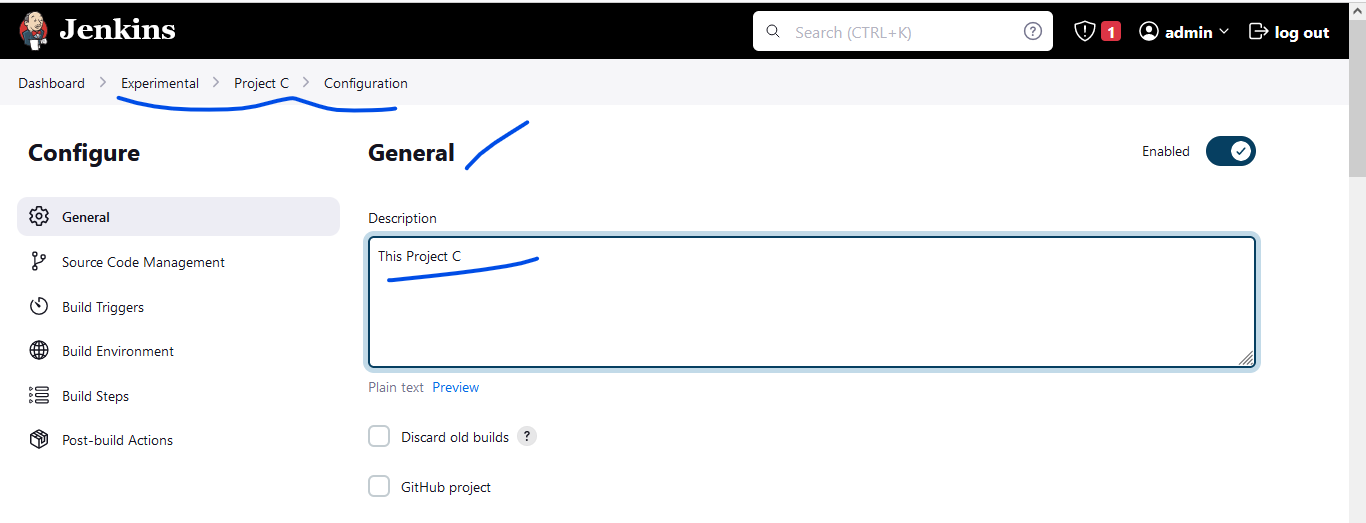 Jenkins Search (CTRL+K) ? 1 admin log out
Dashboard Experimental Project C Configuration
Configure
General
Source Code Management
Build Triggers
Build Environment
Build Steps
Post-build Actions
General Enabled
Description
This Project C
Plain text Preview
Discard old builds ?
GitHub project